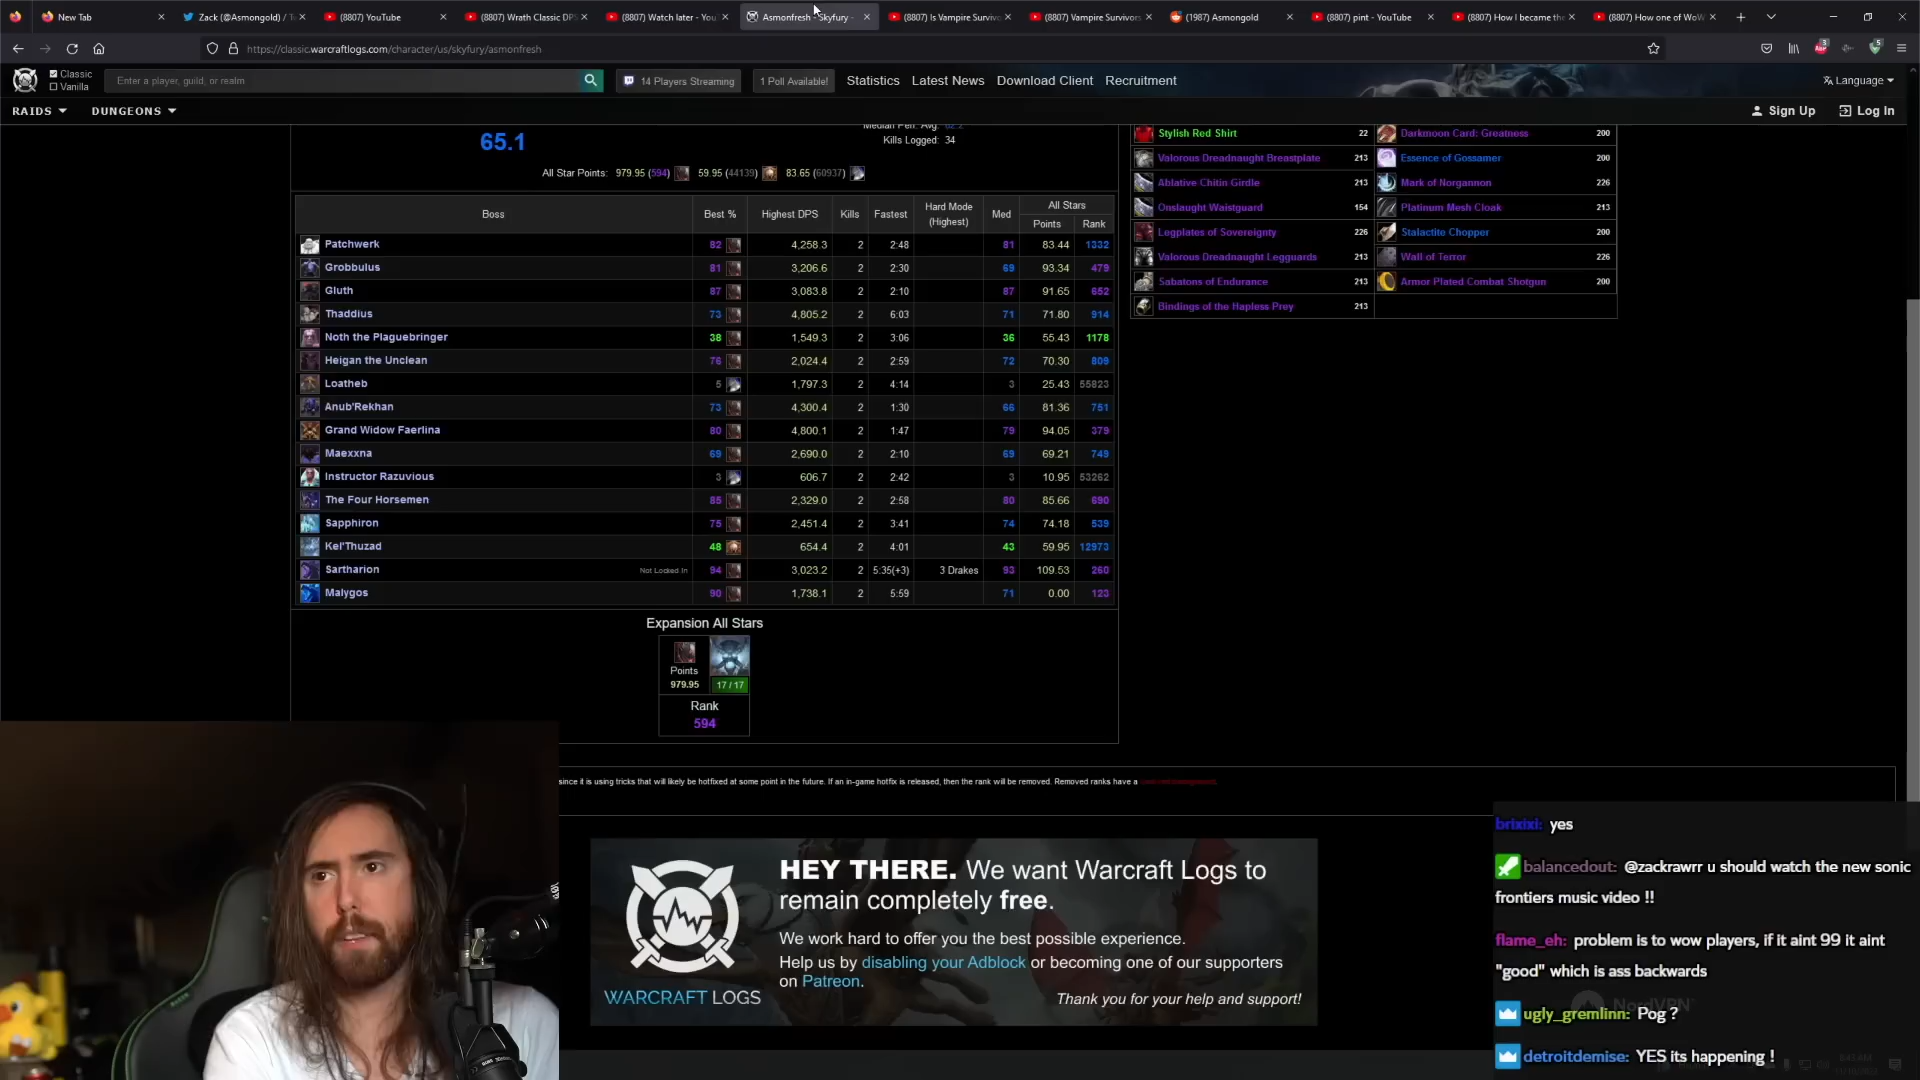 New Tab
Zack (@Asmongold) / T
(8807) YouTube
(8807) Wrath Classic DPS
(8807) Watch later - You
Asmonfresh - Skyfury -
(8807) Is Vampire Survivo
(8807) Vampire Survivors
(1987) Asmongold
(8807) pint - YouTube
(8807) How I became the
(8807) How one of WoW
https://classic.warcraftlogs.com/character/us/skyfury/asmonfresh
Classic
Vanilla
Enter a player, guild, or realm
14 Players Streaming
1 Poll Available!
Statistics Latest News Download Client Recruitment
Language
RAIDS DUNGEONS
Sign Up Log In
65.1
Median Perf. Avg: 62.2
Kills Logged: 34
All Star Points: 979.95 (594) 59.95 (44139) 83.65 (60937)
Boss Best % Highest DPS Kills Fastest Hard Mode (Highest) Med All Stars
Points Rank
Patchwerk 82 4,258.3 2 2:48 81 83.44 1332
Grobbulus 81 3,206.6 2 2:30 69 93.34 479
Gluth 87 3,083.8 2 2:10 87 91.65 652
Thaddius 73 4,805.2 2 6:03 71 71.80 914
Noth the Plaguebringer 38 1,549.3 2 3:06 36 55.43 1178
Heigan the Unclean 76 2,024.4 2 2:59 72 70.30 809
Loatheb 5 1,797.3 2 4:14 3 25.43 55823
Anub'Rekhan 73 4,300.4 2 1:30 66 81.36 751
Grand Widow Faerlina 80 4,800.1 2 1:47 79 94.05 379
Maexxna 69 2,690.0 2 2:10 69 69.21 749
Instructor Razuvious 3 606.7 2 2:42 3 10.95 53262
The Four Horsemen 85 2,329.0 2 2:58 80 85.66 690
Sapphiron 75 2,451.4 2 3:41 74 74.18 539
Kel'Thuzad 48 654.4 2 4:01 43 59.95 12973
Sartharion Not Locked In 94 3,023.2 2 5:35(+3) 3 Drakes 93 109.53 260
Malygos 90 1,738.1 2 5:59 71 0.00 123
Stylish Red Shirt 22 Darkmoon Card: Greatness 200
Valorous Dreadnaught Breastplate 213 Essence of Gossamer 200
Ablative Chitin Girdle 213 Mark of Norgannon 226
Onslaught Waistguard 154 Platinum Mesh Cloak 213
Legplates of Sovereignty 226 Stalactite Chopper 200
Valorous Dreadnaught Legguards 213 Wall of Terror 226
Sabatons of Endurance 213 Armor Plated Combat Shotgun 200
Bindings of the Hapless Prey 213
Expansion All Stars
Points
979.95
17 / 17
Rank
594
since it is using tricks that will likely be hotfixed at some point in the future. If an in-game hotfix is released, then the rank will be removed. Removed ranks have a
HEY THERE. We want Warcraft Logs to
remain completely free.
We work hard to offer you the best possible experience.
Help us by disabling your Adblock or becoming one of our supporters
on Patreon.
Thank you for your help and support!
WARCRAFT LOGS
brixixi: yes
balancedout: @zackrawrr u should watch the new sonic
frontiers music video !!
flame_eh: problem is to wow players, if it aint 99 it aint
"good" which is ass backwards
NordVPN
ugly_gremlinn: Pog ?
detroitdemise: YES its happening !